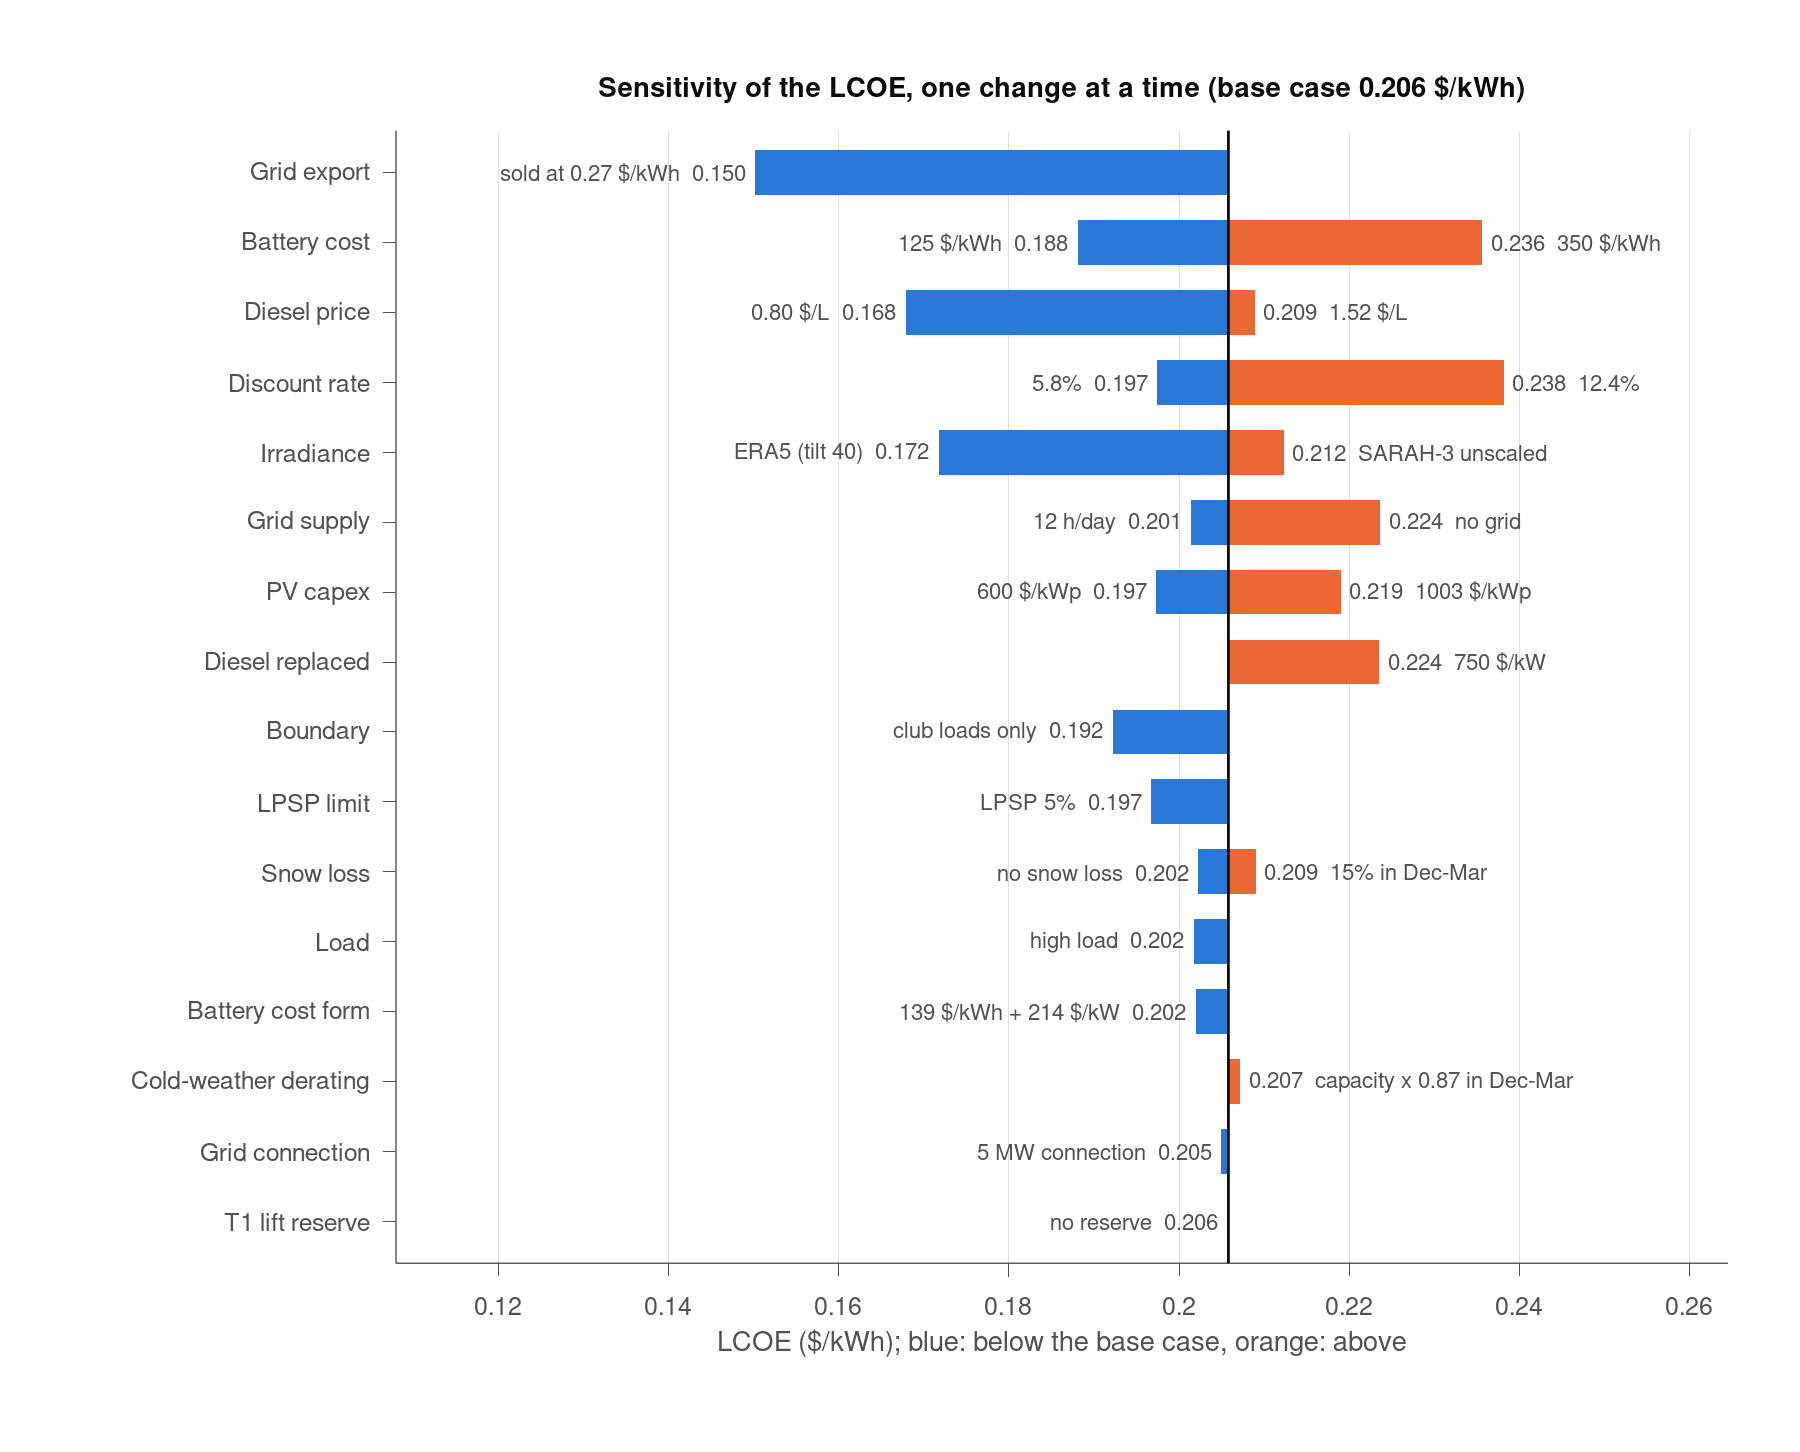 Sensitivity of the LCOE, one change at a time (base case 0.206 $/kWh)
Grid export sold at 0.27 $/kWh 0.150
Battery cost 125 $/kWh 0.188 0.236 350 $/kWh
Diesel price 0.80 $/L 0.168 0.209 1.52 $/L
Discount rate 5.8% 0.197 0.238 12.4%
Irradiance ERA5 (tilt 40) 0.172 0.212 SARAH-3 unscaled
Grid supply 12 h/day 0.201 0.224 no grid
PV capex 600 $/kWp 0.197 0.219 1003 $/kWp
Diesel replaced 0.224 750 $/kW
Boundary club loads only 0.192
LPSP limit LPSP 5% 0.197
Snow loss no snow loss 0.202 0.209 15% in Dec-Mar
Load high load 0.202
Battery cost form 139 $/kWh + 214 $/kW 0.202
Cold-weather derating 0.207 capacity x 0.87 in Dec-Mar
Grid connection 5 MW connection 0.205
T1 lift reserve no reserve 0.206
0.12 0.14 0.16 0.18 0.2 0.22 0.24 0.26
LCOE ($/kWh); blue: below the base case, orange: above